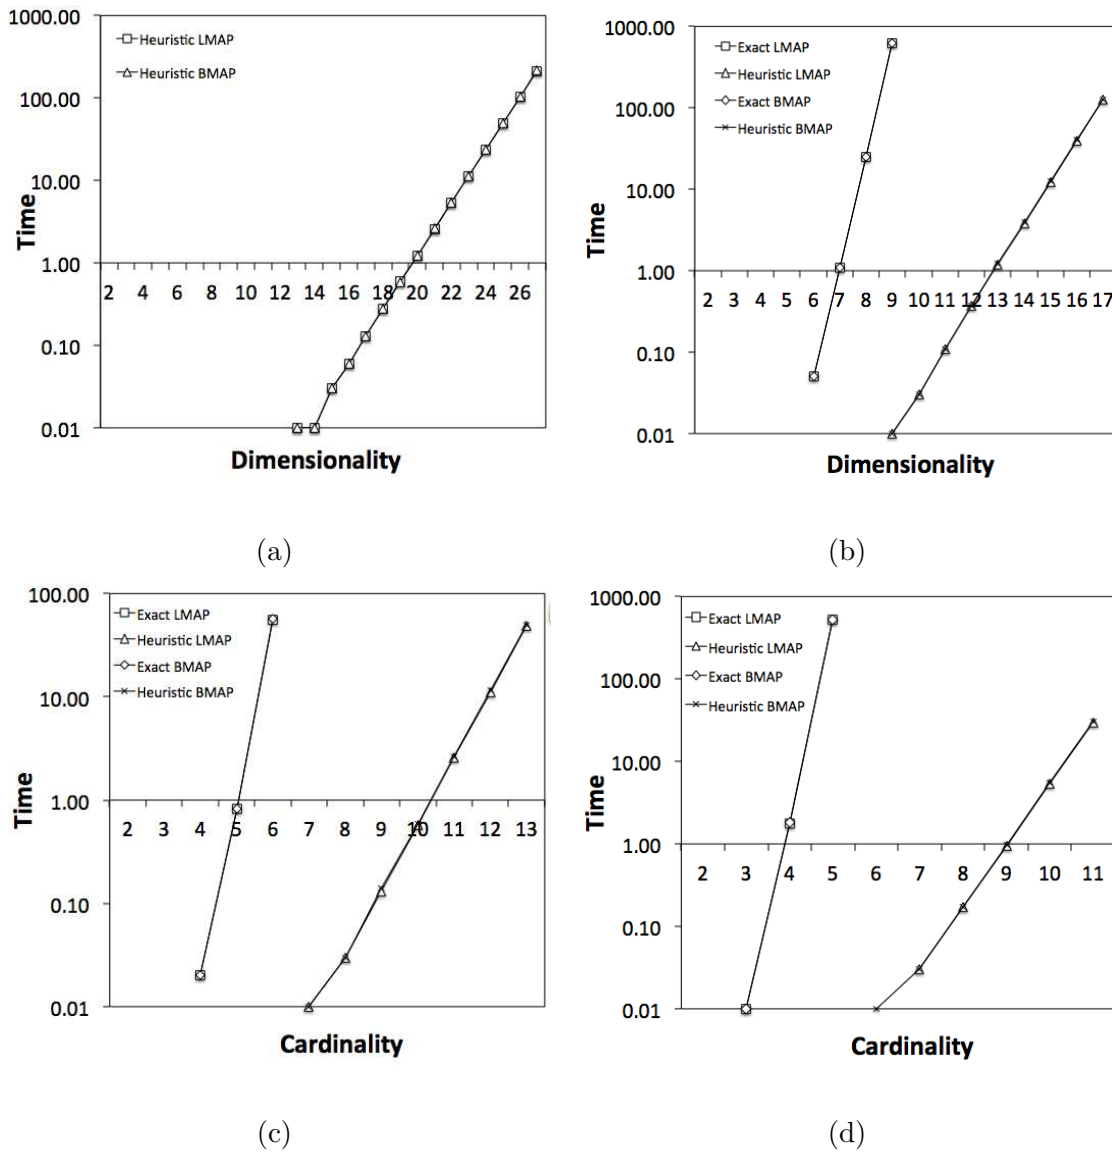 1000.00
100.00
10.00
1.00
0.10
0.01
Time
Heuristic LMAP
Heuristic BMAP
2 4 6 8 10 12 14 16 18 20 22 24 26
Dimensionality
(a)
1000.00
100.00
10.00
1.00
0.10
0.01
Time
Exact LMAP
Heuristic LMAP
Exact BMAP
Heuristic BMAP
2 3 4 5 6 7 8 9 10 11 12 13 14 15 16 17
Dimensionality
(b)
100.00
10.00
1.00
0.10
0.01
Time
Exact LMAP
Heuristic LMAP
Exact BMAP
Heuristic BMAP
2 3 4 5 6 7 8 9 10 11 12 13
Cardinality
(c)
1000.00
100.00
10.00
1.00
0.10
0.01
Time
Exact LMAP
Heuristic LMAP
Exact BMAP
Heuristic BMAP
2 3 4 5 6 7 8 9 10 11
Cardinality
(d)